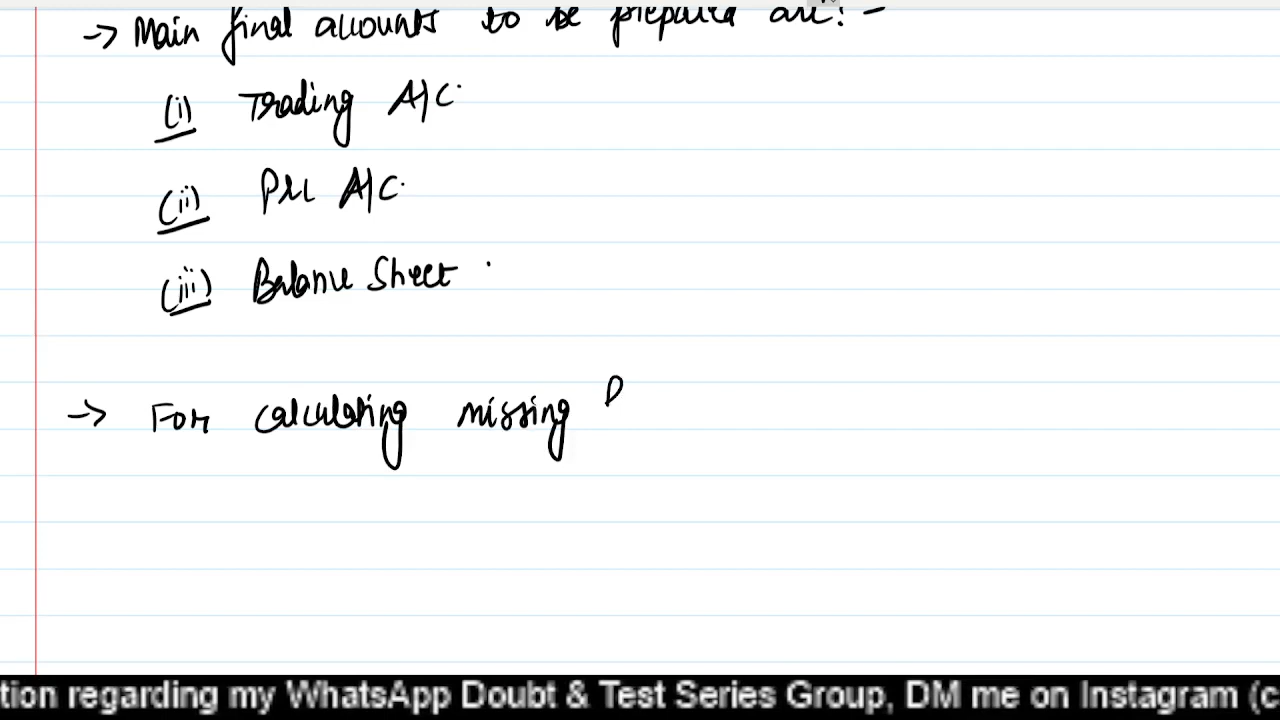 → Main final accounts to be prepared are: -
(i) Trading A/C.
(ii) P&L A/C.
(iii) Balance Sheet.
→ For calculating missing P
tion regarding my WhatsApp Doubt & Test Series Group, DM me on Instagram (c